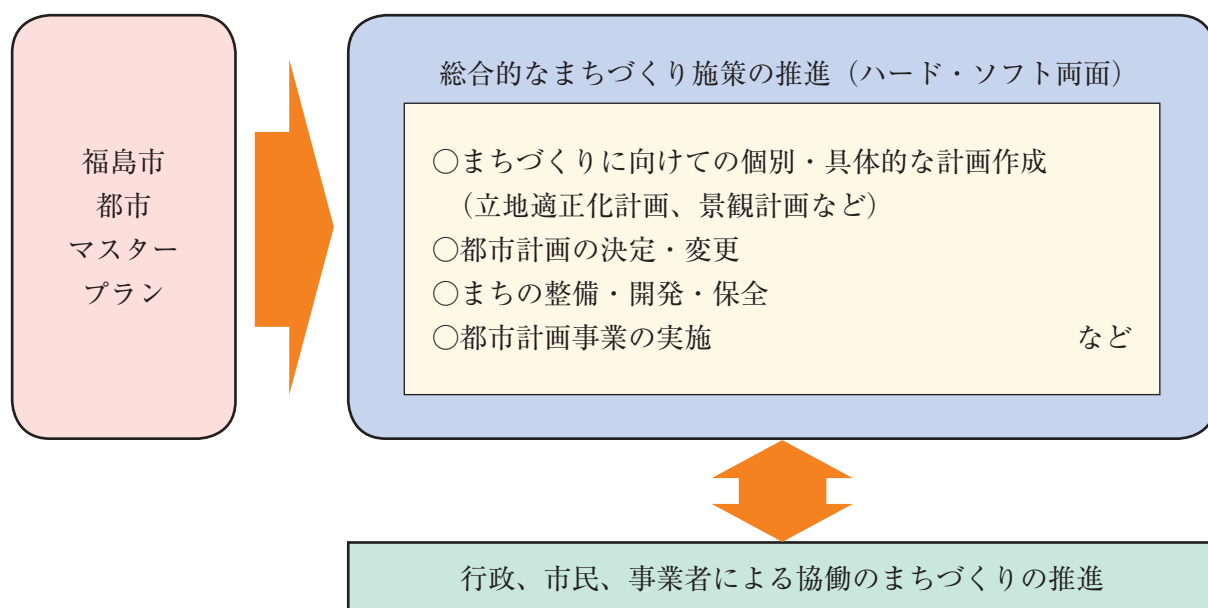 福島市
都市
マスター
プラン
総合的なまちづくり施策の推進（ハード・ソフト両面）
○まちづくりに向けての個別・具体的な計画作成
（立地適正化計画、景観計画など）
○都市計画の決定・変更
○まちの整備・開発・保全
○都市計画事業の実施 など
行政、市民、事業者による協働のまちづくりの推進